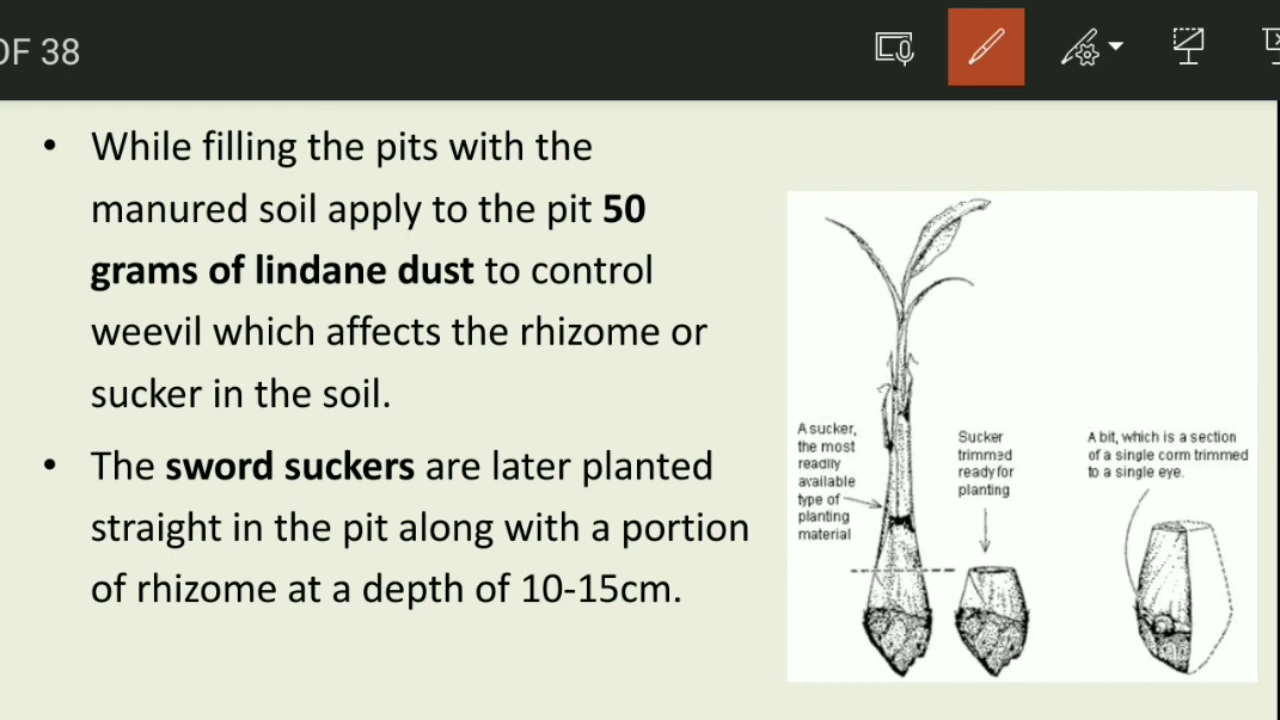 OF 38
• While filling the pits with the
manured soil apply to the pit 50
grams of lindane dust to control
weevil which affects the rhizome or
sucker in the soil.
• The sword suckers are later planted
straight in the pit along with a portion
of rhizome at a depth of 10-15cm.
A sucker,
the most
readily
available
type of
planting
material
Sucker
trimmed
ready for
planting
A bit, which is a section
of a single corm trimmed
to a single eye.